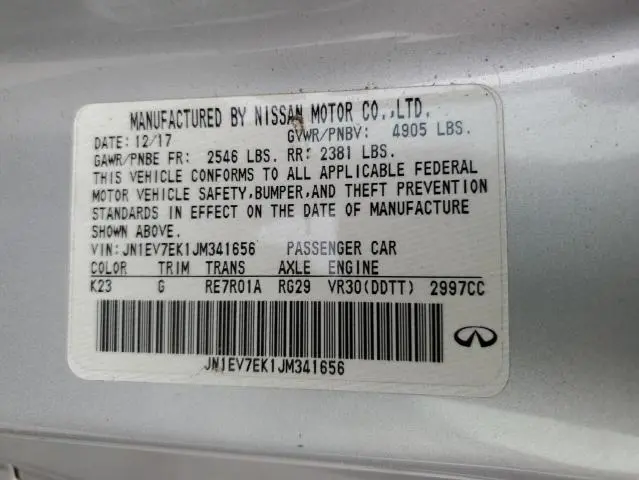 MANUFACTURED BY NISSAN MOTOR CO.,LTD.
DATE: 12/17 GVWR/PNBV: 4905 LBS.
GAWR/PNBE FR: 2546 LBS. RR: 2381 LBS.
THIS VEHICLE CONFORMS TO ALL APPLICABLE FEDERAL
MOTOR VEHICLE SAFETY,BUMPER,AND THEFT PREVENTION
STANDARDS IN EFFECT ON THE DATE OF MANUFACTURE
SHOWN ABOVE.
VIN:JN1EV7EK1JM341656 PASSENGER CAR
COLOR TRIM TRANS AXLE ENGINE
K23 G RE7R01A RG29 VR30(DDTT) 2997CC
JN1EV7EK1JM341656